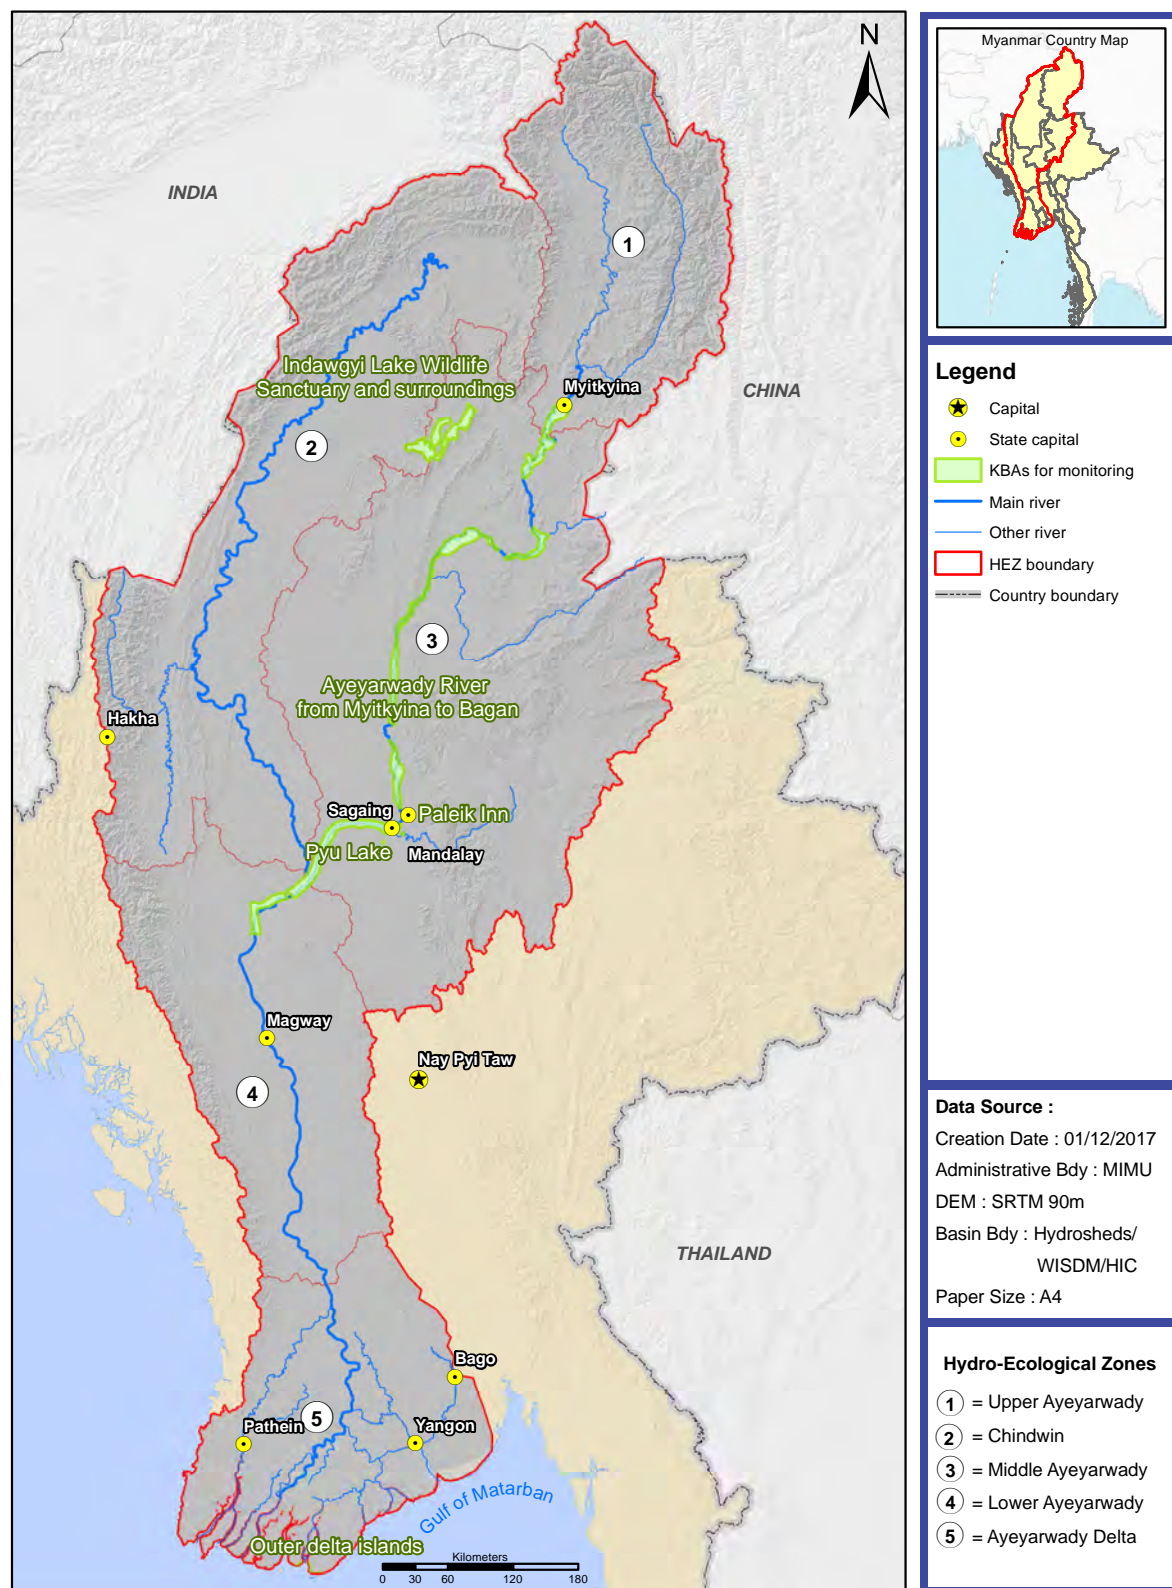 N
INDIA
1
Indawgyi Lake Wildlife
Sanctuary and surroundings
Myitkyina
CHINA
2
3
Ayeyarwady River
from Myitkyina to Bagan
Hakha
Sagaing
Paleik Inn
Pyu Lake
Mandalay
Magway
Nay Pyi Taw
4
THAILAND
Bago
5
Pathein
Yangon
Gulf of Matarban
Outer delta islands
Kilometers
0 30 60 120 180
Myanmar Country Map
Legend
Capital
State capital
KBAs for monitoring
Main river
Other river
HEZ boundary
Country boundary
Data Source :
Creation Date : 01/12/2017
Administrative Bdy : MIMU
DEM : SRTM 90m
Basin Bdy : Hydrosheds/
WISDM/HIC
Paper Size : A4
Hydro-Ecological Zones
1 = Upper Ayeyarwady
2 = Chindwin
3 = Middle Ayeyarwady
4 = Lower Ayeyarwady
5 = Ayeyarwady Delta